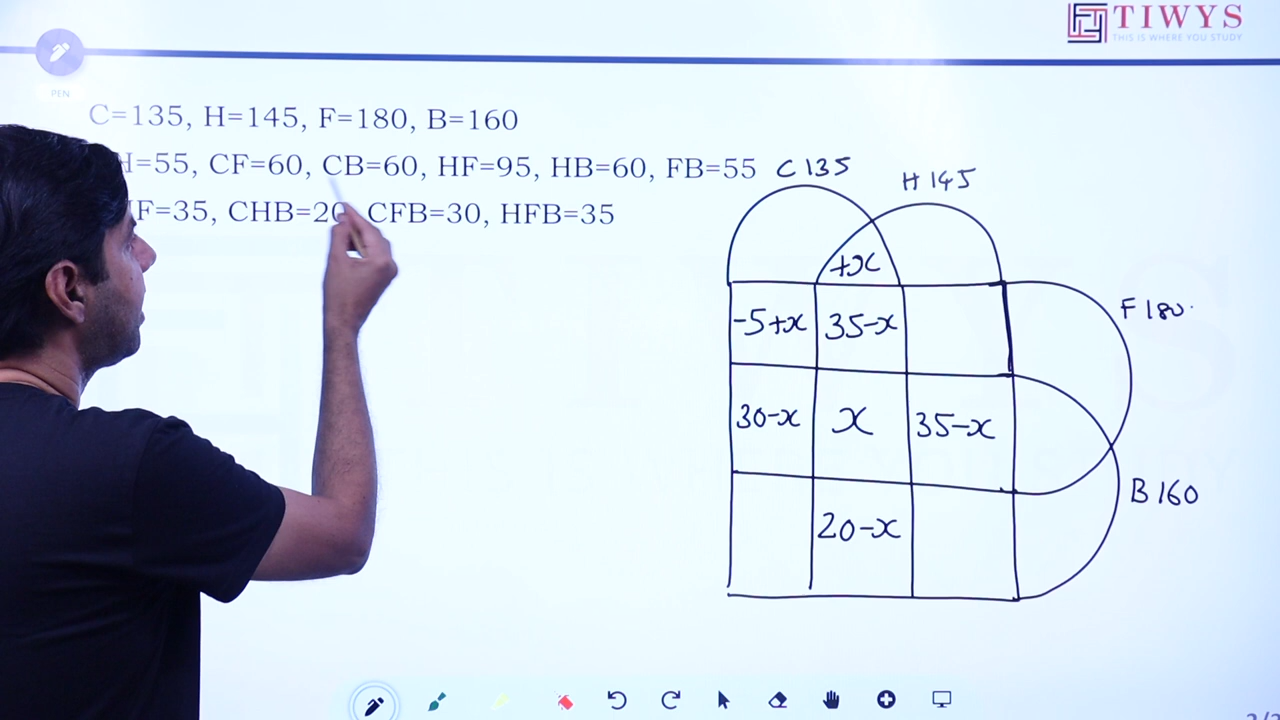 TIWYS
THIS IS WHERE YOU STUDY
PEN
C=135, H=145, F=180, B=160
H=55, CF=60, CB=60, HF=95, HB=60, FB=55
F=35, CHB=20, CFB=30, HFB=35
C 135
H 145
+x
-5+x 35-x
F 180.
30-x x 35-x
B 160
20-x